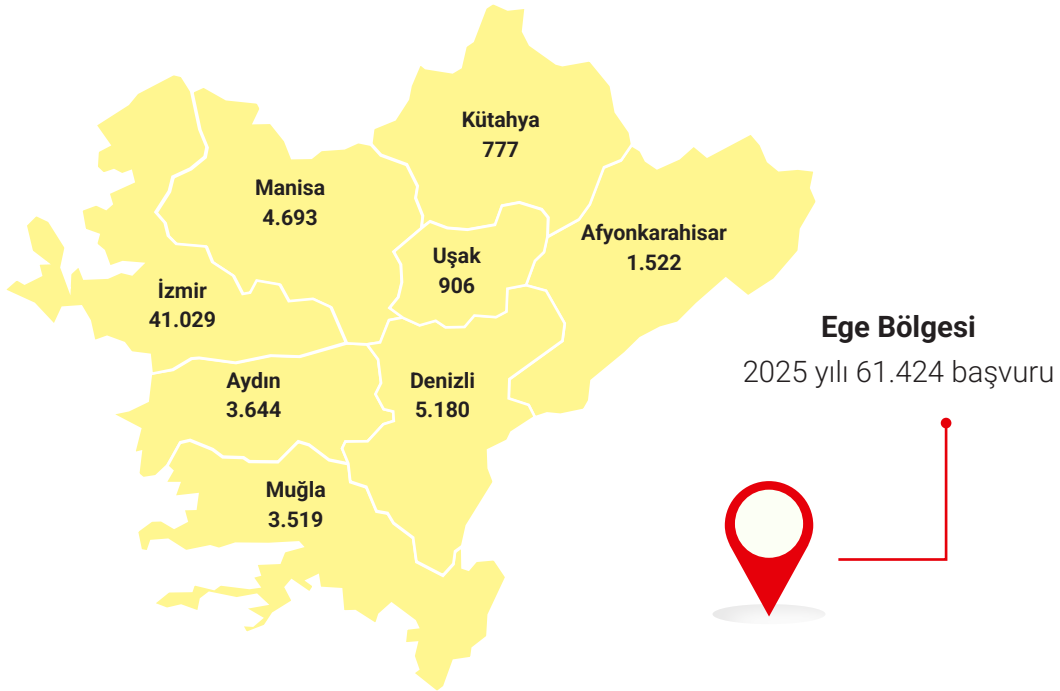 Kütahya
777
Manisa
4.693
Afyonkarahisar
1.522
Uşak
906
İzmir
41.029
Ege Bölgesi
2025 yılı 61.424 başvuru
Aydın
3.644
Denizli
5.180
Muğla
3.519